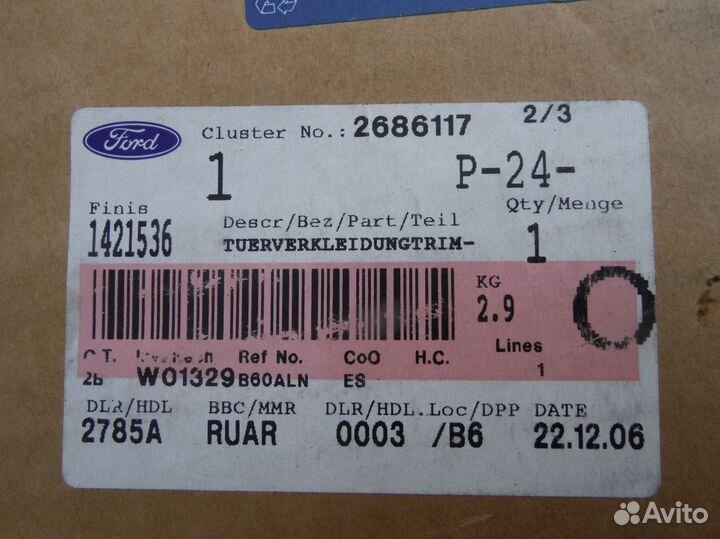 Ford Cluster No.: 2686117 2/3
1 P-24-
Finis Descr/Bez/Part/Teil Qty/Menge
1421536 TUERVERKLEIDUNGTRIM- 1
KG
2.9
Ref No. CoO H.C. Lines
2B W01329 B60ALN ES 1
DLR/HDL BBC/MMR DLR/HDL.Loc/DPP DATE
2785A RUAR 0003 /B6 22.12.06
Avito